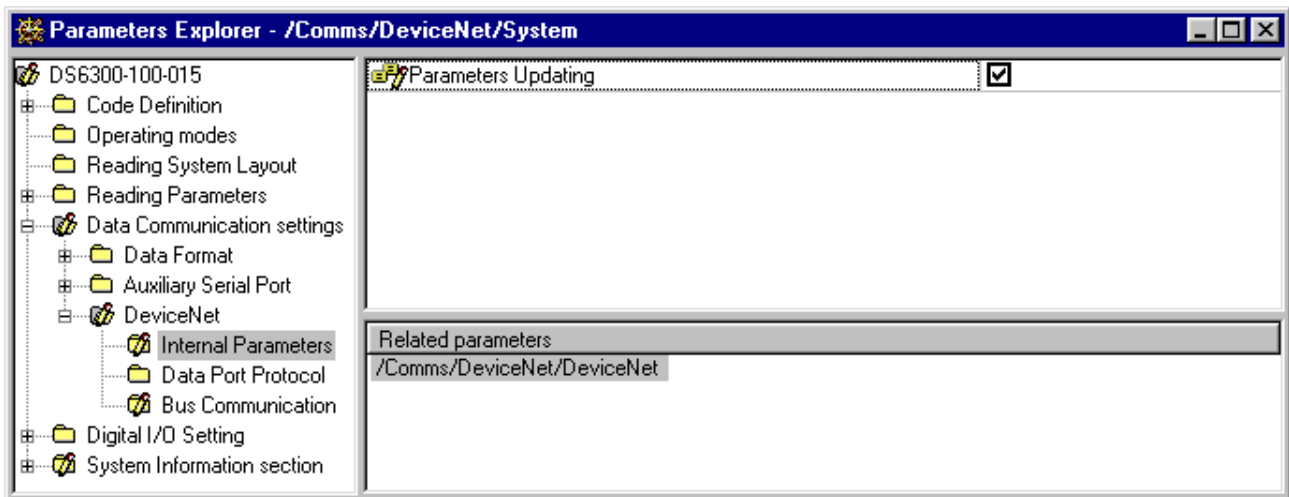 Parameters Explorer - /Comms/DeviceNet/System
DS6300-100-015
Code Definition
Operating modes
Reading System Layout
Reading Parameters
Data Communication settings
Data Format
Auxiliary Serial Port
DeviceNet
Internal Parameters
Data Port Protocol
Bus Communication
Digital I/O Setting
System Information section
Parameters Updating
Related parameters
/Comms/DeviceNet/DeviceNet